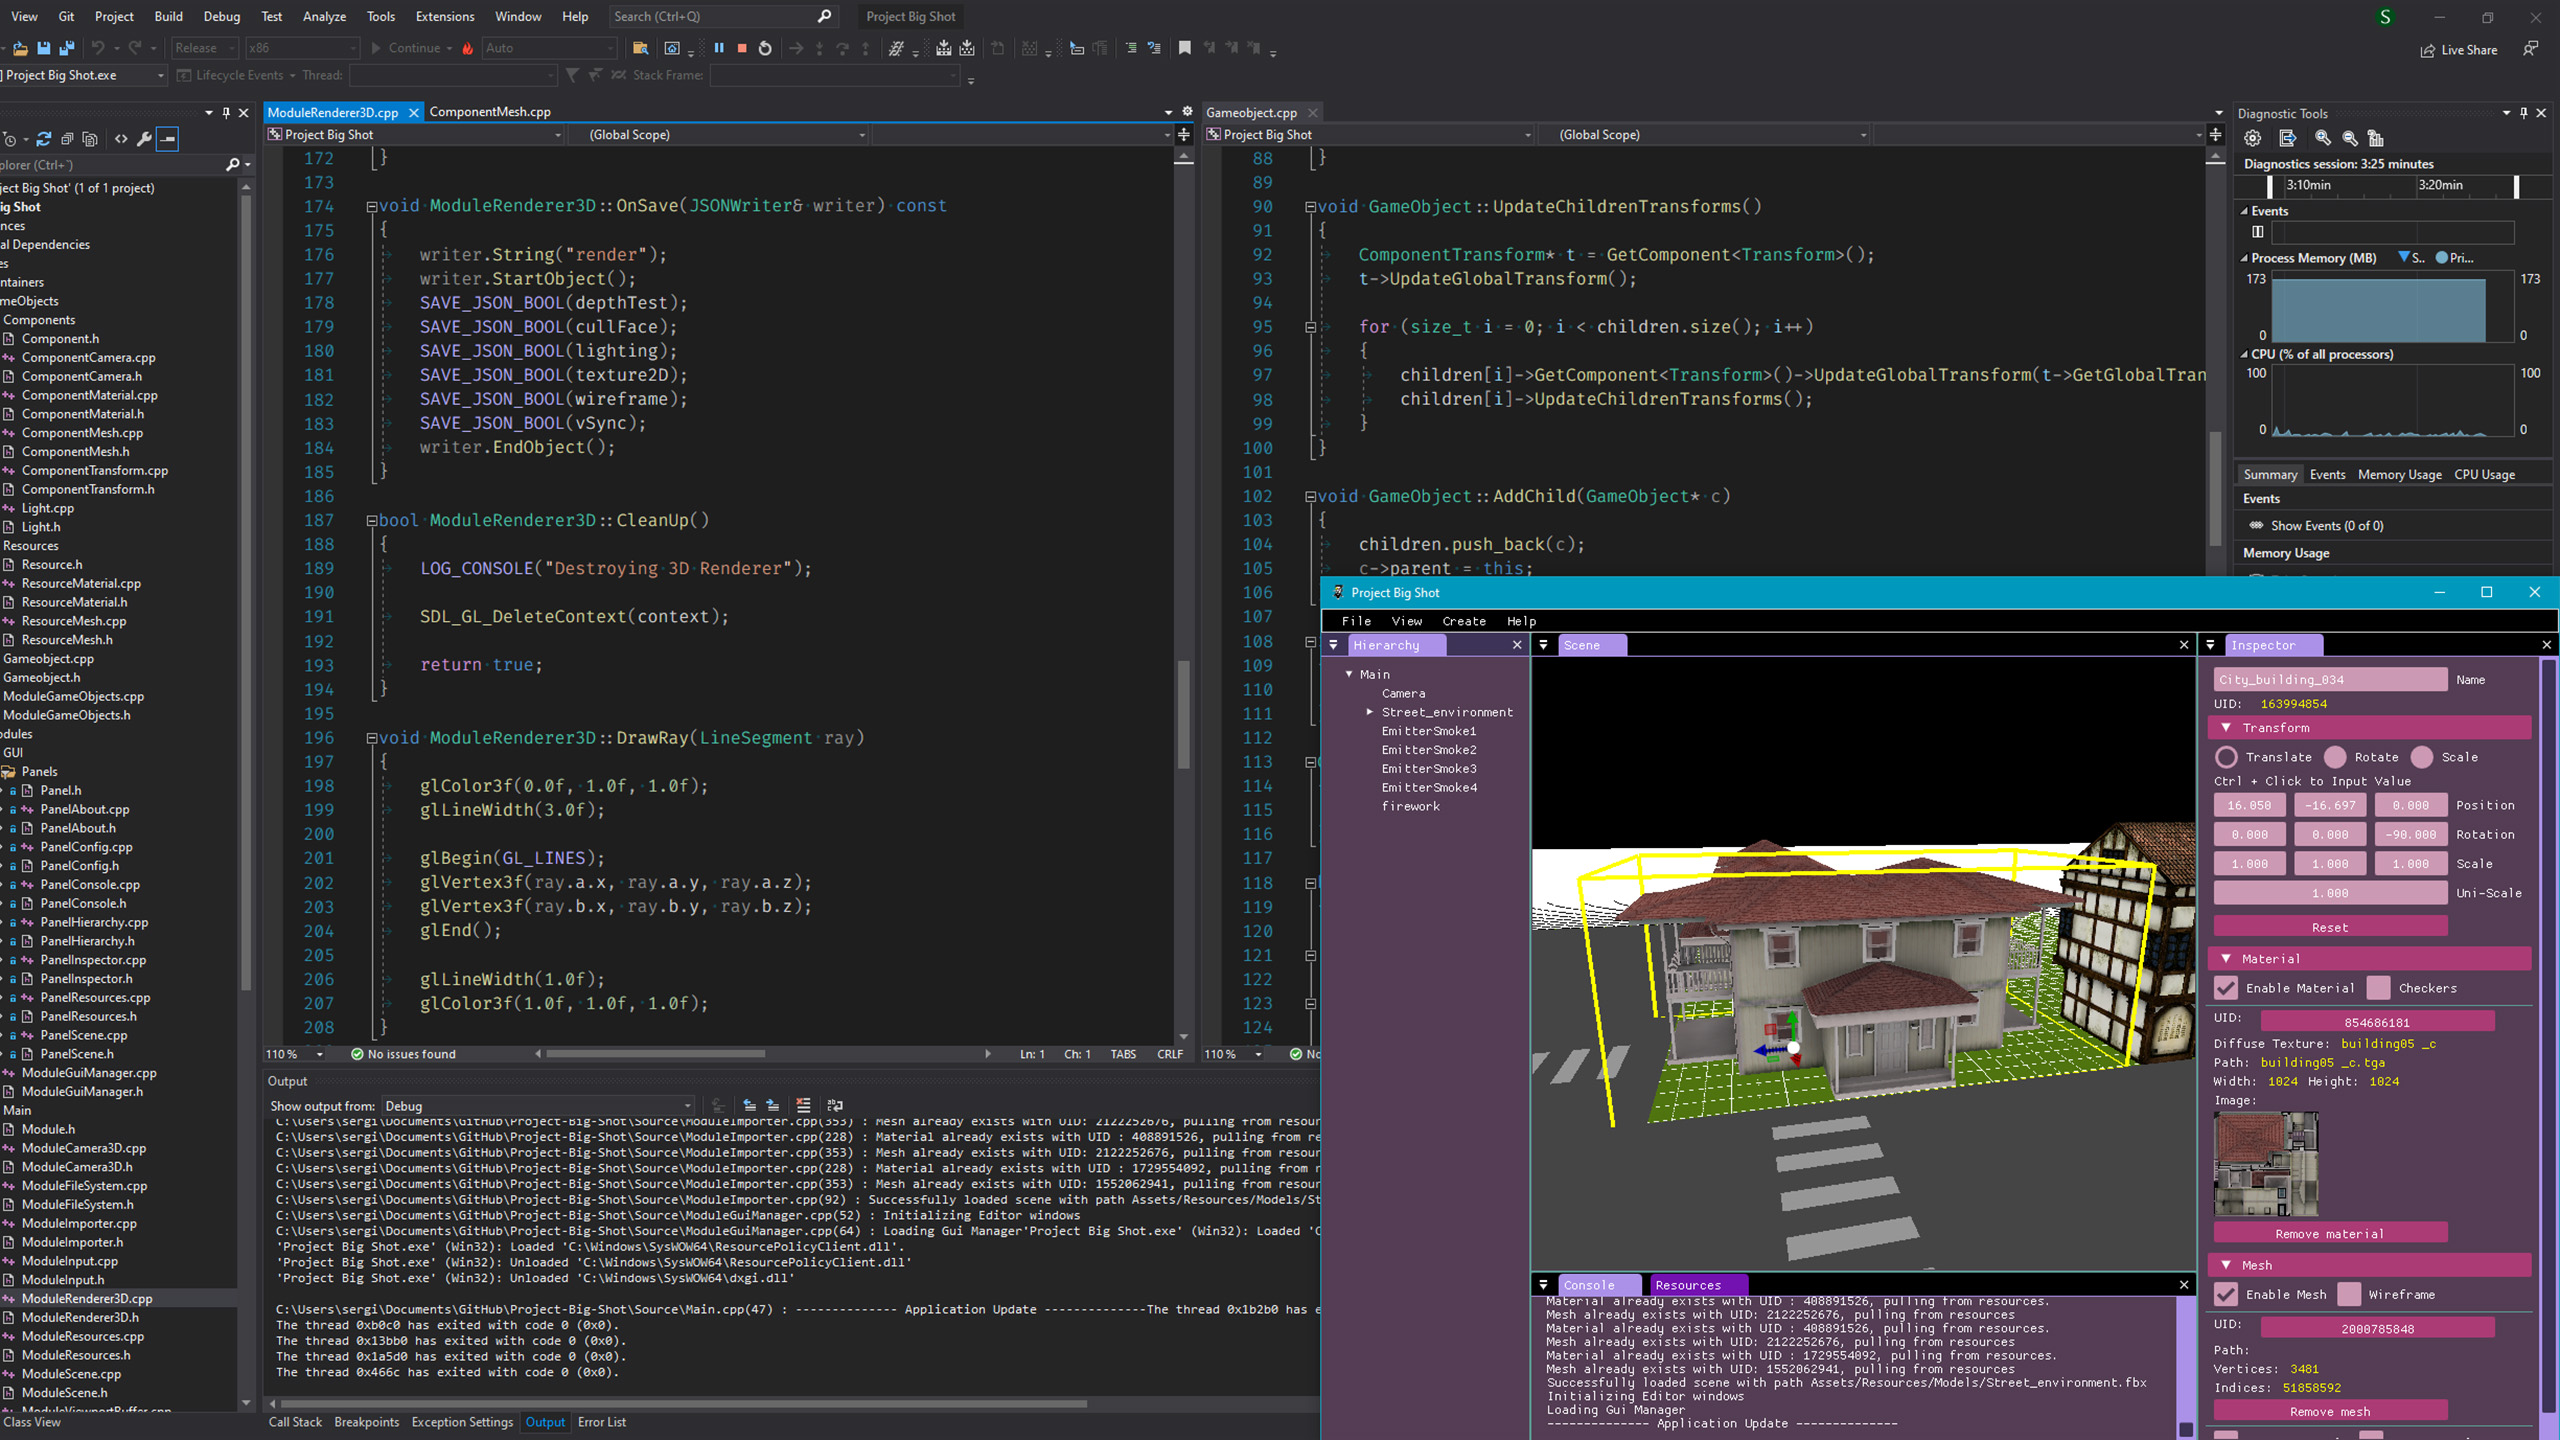 View Git Project Build Debug Test Analyze Tools Extensions Window Help Search (Ctrl+Q) Project Big Shot S
Release x86 Continue Auto Live Share
Project Big Shot.exe Lifecycle Events Thread: Stack Frame:
plorer (Ctrl+¨)
ject Big Shot' (1 of 1 project)
ig Shot
nces
al Dependencies
es
ntainers
meObjects
Components
Component.h
ComponentCamera.cpp
ComponentCamera.h
ComponentMaterial.cpp
ComponentMaterial.h
ComponentMesh.cpp
ComponentMesh.h
ComponentTransform.cpp
ComponentTransform.h
Light.cpp
Light.h
Resources
Resource.h
ResourceMaterial.cpp
ResourceMaterial.h
ResourceMesh.cpp
ResourceMesh.h
Gameobject.cpp
Gameobject.h
ModuleGameObjects.cpp
ModuleGameObjects.h
odules
GUI
Panels
Panel.h
PanelAbout.cpp
PanelAbout.h
PanelConfig.cpp
PanelConfig.h
PanelConsole.cpp
PanelConsole.h
PanelHierarchy.cpp
PanelHierarchy.h
PanelInspector.cpp
PanelInspector.h
PanelResources.cpp
PanelResources.h
PanelScene.cpp
PanelScene.h
ModuleGuiManager.cpp
ModuleGuiManager.h
Main
Module.h
ModuleCamera3D.cpp
ModuleCamera3D.h
ModuleFileSystem.cpp
ModuleFileSystem.h
ModuleImporter.cpp
ModuleImporter.h
ModuleInput.cpp
ModuleInput.h
ModuleRenderer3D.cpp
ModuleRenderer3D.h
ModuleResources.cpp
ModuleResources.h
ModuleScene.cpp
ModuleScene.h
ModuleViewportBuffer.cpp
Class View
ModuleRenderer3D.cpp ComponentMesh.cpp
Project Big Shot (Global Scope)
172 }
173
174 void ModuleRenderer3D::OnSave(JSONWriter& writer) const
175 {
176 writer.String("render");
177 writer.StartObject();
178 SAVE_JSON_BOOL(depthTest);
179 SAVE_JSON_BOOL(cullFace);
180 SAVE_JSON_BOOL(lighting);
181 SAVE_JSON_BOOL(texture2D);
182 SAVE_JSON_BOOL(wireframe);
183 SAVE_JSON_BOOL(vSync);
184 writer.EndObject();
185 }
186
187 bool ModuleRenderer3D::CleanUp()
188 {
189 LOG_CONSOLE("Destroying 3D Renderer");
190
191 SDL_GL_DeleteContext(context);
192
193 return true;
194 }
195
196 void ModuleRenderer3D::DrawRay(LineSegment ray)
197 {
198 glColor3f(0.0f, 1.0f, 1.0f);
199 glLineWidth(3.0f);
200
201 glBegin(GL_LINES);
202 glVertex3f(ray.a.x, ray.a.y, ray.a.z);
203 glVertex3f(ray.b.x, ray.b.y, ray.b.z);
204 glEnd();
205
206 glLineWidth(1.0f);
207 glColor3f(1.0f, 1.0f, 1.0f);
208 }
110 % No issues found Ln: 1 Ch: 1 TABS CRLF
Gameobject.cpp
Project Big Shot (Global Scope)
88 }
89
90 void GameObject::UpdateChildrenTransforms()
91 {
92 ComponentTransform* t = GetComponent<Transform>();
93 t->UpdateGlobalTransform();
94
95 for (size_t i = 0; i < children.size(); i++)
96 {
97 children[i]->GetComponent<Transform>()->UpdateGlobalTransform(t->GetGlobalTran
98 children[i]->UpdateChildrenTransforms();
99 }
100 }
101
102 void GameObject::AddChild(GameObject* c)
103 {
104 children.push_back(c);
105 c->parent = this;
106
107
108
109
110
111
112
113
114
115
116
117
118
119
120
121
122
123
124
110 % No
Output
Show output from: Debug
C:\Users\sergi\Documents\GitHub\Project-Big-Shot\Source\ModuleImporter.cpp(353) : Mesh already exists with UID: 2122252676, pulling from resour
C:\Users\sergi\Documents\GitHub\Project-Big-Shot\Source\ModuleImporter.cpp(228) : Material already exists with UID : 408891526, pulling from re
C:\Users\sergi\Documents\GitHub\Project-Big-Shot\Source\ModuleImporter.cpp(353) : Mesh already exists with UID: 2122252676, pulling from resour
C:\Users\sergi\Documents\GitHub\Project-Big-Shot\Source\ModuleImporter.cpp(228) : Material already exists with UID : 1729554092, pulling from r
C:\Users\sergi\Documents\GitHub\Project-Big-Shot\Source\ModuleImporter.cpp(353) : Mesh already exists with UID: 1552062941, pulling from resour
C:\Users\sergi\Documents\GitHub\Project-Big-Shot\Source\ModuleImporter.cpp(92) : Successfully loaded scene with path Assets/Resources/Models/St
C:\Users\sergi\Documents\GitHub\Project-Big-Shot\Source\ModuleGuiManager.cpp(52) : Initializing Editor windows
C:\Users\sergi\Documents\GitHub\Project-Big-Shot\Source\ModuleGuiManager.cpp(64) : Loading Gui Manager'Project Big Shot.exe' (Win32): Loaded 'C
'Project Big Shot.exe' (Win32): Loaded 'C:\Windows\SysWOW64\ResourcePolicyClient.dll'.
'Project Big Shot.exe' (Win32): Unloaded 'C:\Windows\SysWOW64\ResourcePolicyClient.dll'
'Project Big Shot.exe' (Win32): Unloaded 'C:\Windows\SysWOW64\dxgi.dll'
C:\Users\sergi\Documents\GitHub\Project-Big-Shot\Source\Main.cpp(47) : ------------- Application Update --------------The thread 0x1b2b0 has e
The thread 0xb0c0 has exited with code 0 (0x0).
The thread 0x13bb0 has exited with code 0 (0x0).
The thread 0x1a5d0 has exited with code 0 (0x0).
The thread 0x466c has exited with code 0 (0x0).
Call Stack Breakpoints Exception Settings Output Error List
Diagnostic Tools
Diagnostics session: 3:25 minutes
3:10min 3:20min
Events
Process Memory (MB) S.. Pri...
173 173
0 0
CPU (% of all processors)
100 100
0 0
Summary Events Memory Usage CPU Usage
Events
Show Events (0 of 0)
Memory Usage
Project Big Shot
File View Create Help
Hierarchy
Main
Camera
Street_environment
EmitterSmoke1
EmitterSmoke2
EmitterSmoke3
EmitterSmoke4
firework
Scene
Console Resources
Material already exists with UID : 408891526, pulling from resources.
Mesh already exists with UID: 2122252676, pulling from resources
Material already exists with UID : 408891526, pulling from resources.
Mesh already exists with UID: 2122252676, pulling from resources
Material already exists with UID : 1729554092, pulling from resources.
Mesh already exists with UID: 1552062941, pulling from resources
Successfully loaded scene with path Assets/Resources/Models/Street_environment.fbx
Initializing Editor windows
Loading Gui Manager
-------------- Application Update --------------
Inspector
City_building_034 Name
UID: 163994854
Transform
Translate Rotate Scale
Ctrl + Click to Input Value
16.050 -16.697 0.000 Position
0.000 0.000 -90.000 Rotation
1.000 1.000 1.000 Scale
1.000 Uni-Scale
Reset
Material
Enable Material Checkers
UID: 854686181
Diffuse Texture: building05 _c
Path: building05 _c.tga
Width: 1024 Height: 1024
Image:
Remove material
Mesh
Enable Mesh Wireframe
UID: 2000785848
Path:
Vertices: 3481
Indices: 51858592
Remove mesh